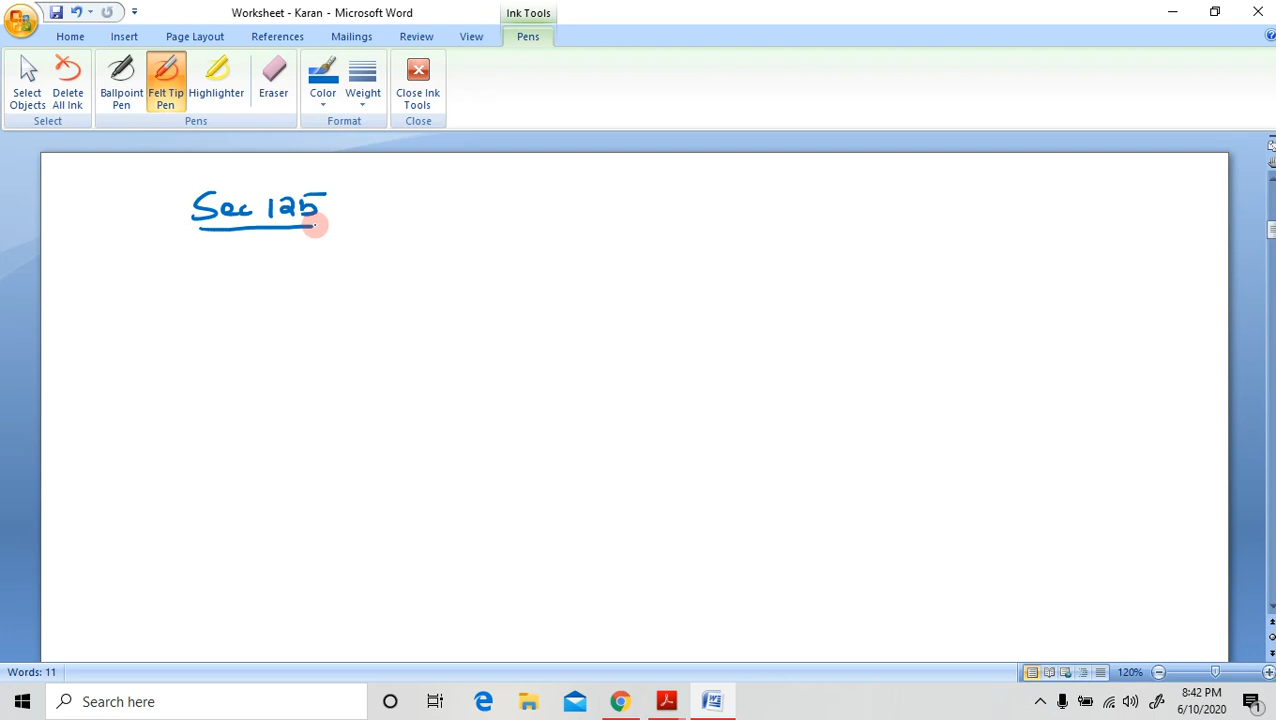 Worksheet - Karan - Microsoft Word
Ink Tools
Home Insert Page Layout References Mailings Review View Pens
Select Objects
Delete All Ink
Select
Ballpoint Pen
Felt Tip Pen
Highlighter
Eraser
Pens
Color
Weight
Format
Close Ink Tools
Close
Sec 125
Words: 11
120%
Search here
8:42 PM
6/10/2020
1